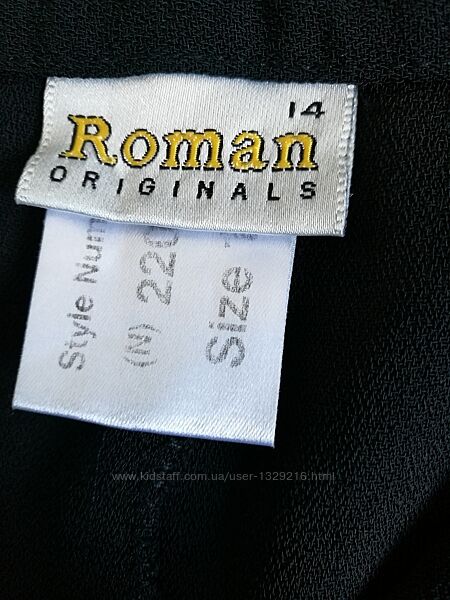 14
Roman
ORIGINALS
Style Num
(N) 220
Size
www.kidstaff.com.ua/user-1329216.html